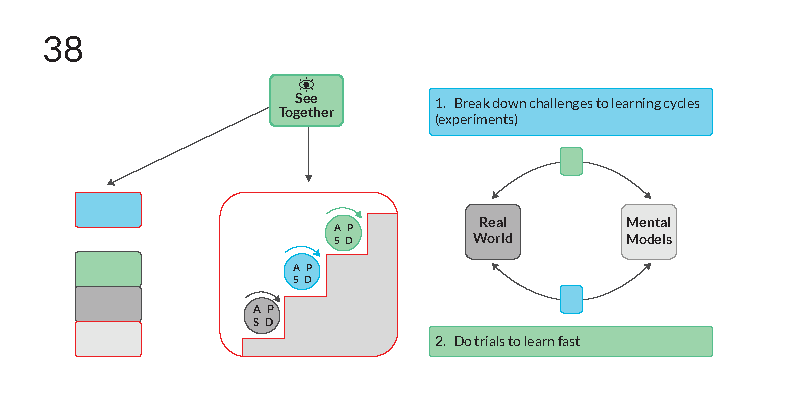 38
See
Together
1. Break down challenges to learning cycles
(experiments)
A P
S D
A P
S D
A P
S D
Real
World
Mental
Models
2. Do trials to learn fast